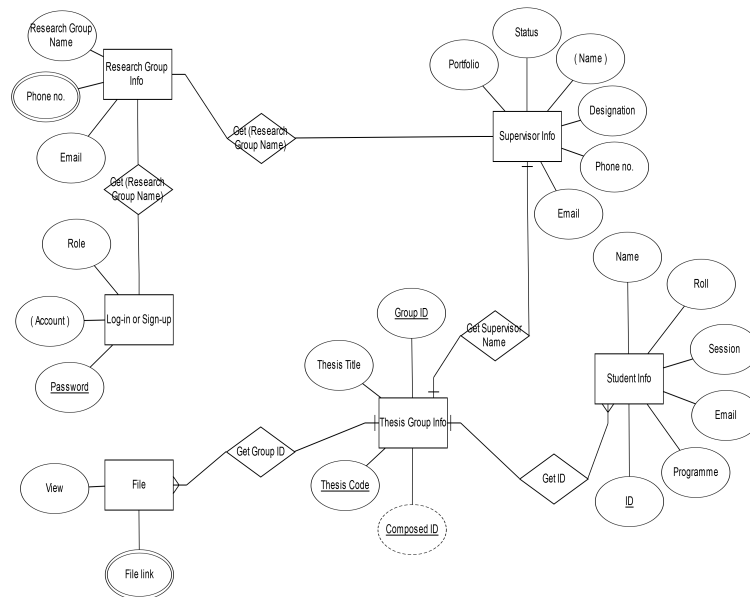 Research Group
Name
Research Group
Info
Phone no.
Email
Get (Research
Group Name)
Get (Research
Group Name)
Role
( Account )
Log-in or Sign-up
Password
Status
Portfolio
( Name )
Designation
Supervisor Info
Phone no.
Email
Name
Roll
Session
Student Info
Email
Programme
ID
Group ID
Get Supervisor
Name
Thesis Title
Thesis Group Info
Get Group ID
Get ID
Thesis Code
Composed ID
View
File
File link